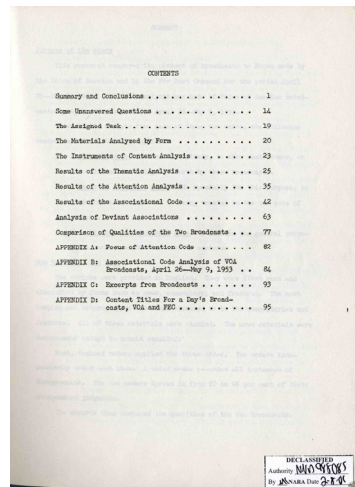 CONTENTS
Summary and Conclusions . . . . . . . . . . . . . . . 1
Some Unanswered Questions . . . . . . . . . . . . . . 14
The Assigned Task . . . . . . . . . . . . . . . . . . 19
The Materials Analyzed by Form . . . . . . . . . . . 20
The Instruments of Content Analysis . . . . . . . . . 23
Results of the Thematic Analysis . . . . . . . . . . 25
Results of the Attention Analysis . . . . . . . . . . 35
Results of the Associational Code . . . . . . . . . . 42
Analysis of Deviant Associations . . . . . . . . . . 63
Comparison of Qualities of the Two Broadcasts . . . 77
APPENDIX A: Focus of Attention Code . . . . . . . 82
APPENDIX B: Associational Code Analysis of VOA
Broadcasts, April 26--May 9, 1953 . . 84
APPENDIX C: Excerpts from Broadcasts . . . . . . . 93
APPENDIX D: Content Titles For a Day's Broad-
casts, VOA and FEC . . . . . . . . . . 95
DECLASSIFIED
Authority
By NARA Date